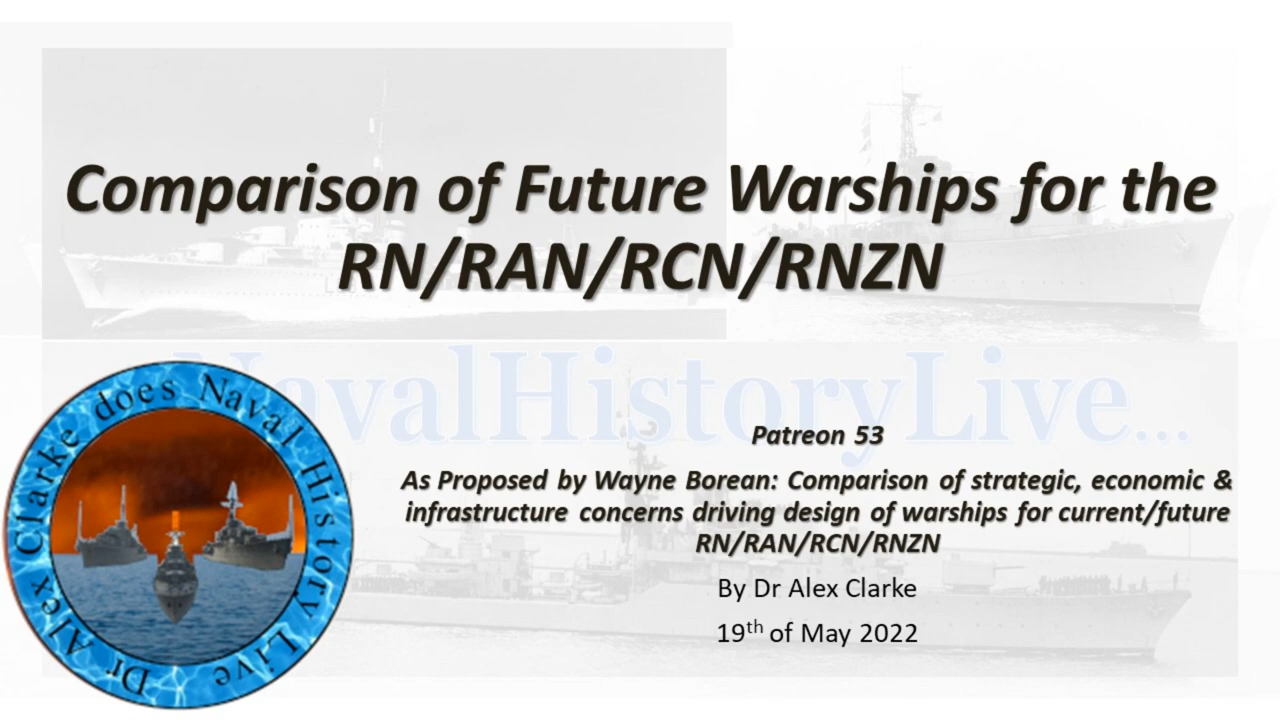 Comparison of Future Warships for the
RN/RAN/RCN/RNZN
NavalHistoryLive...
Dr Alex Clarke does Naval History Live
Patreon 53
As Proposed by Wayne Borean: Comparison of strategic, economic &
infrastructure concerns driving design of warships for current/future
RN/RAN/RCN/RNZN
By Dr Alex Clarke
19th of May 2022